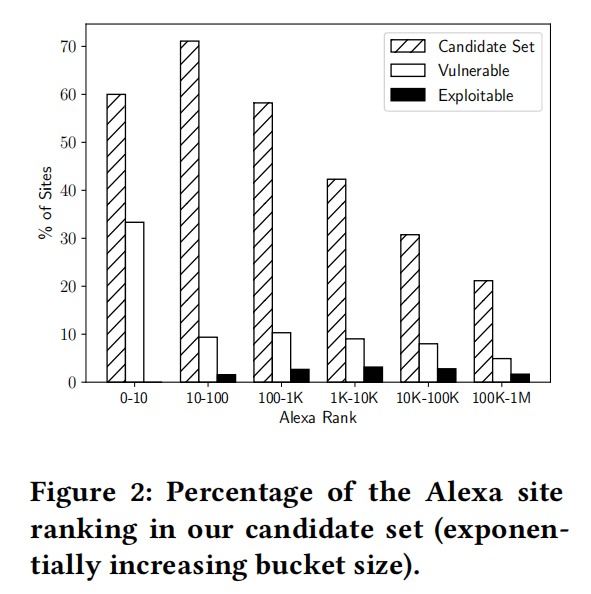 70
60
50
40
30
20
10
0
% of Sites
Candidate Set
Vulnerable
Exploitable
0-10 10-100 100-1K 1K-10K 10K-100K 100K-1M
Alexa Rank
Figure 2: Percentage of the Alexa site
ranking in our candidate set (exponen-
tially increasing bucket size).